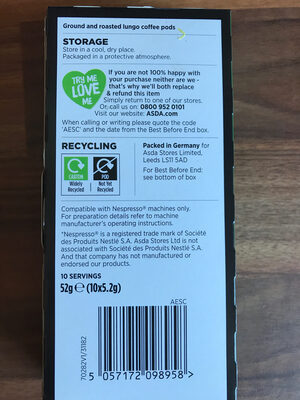 Ground and roasted lungo coffee pods
STORAGE
Store in a cool, dry place.
Packaged in a protective atmosphere.
TRY ME
LOVE
ME
If you are not 100% happy with
your purchase neither are we -
that's why we'll both replace
& refund this item
Simply return to one of our stores.
Or, call us on: 0800 952 0101
Visit our website: ASDA.com
When calling or writing please quote the code
'AESC' and the date from the Best Before End box.
RECYCLING
CARTON
Widely
Recycled
POD
Not Yet
Recycled
Packed in Germany for
Asda Stores Limited,
Leeds LS11 5AD
For Best Before End:
see bottom of box
Compatible with Nespresso® machines only.
For preparation details refer to machine
manufacturer's operating instructions.
*Nespresso® is a registered trade mark of Société
des Produits Nestlé S.A. Asda Stores Ltd is not
associated with Société des Produits Nestlé S.A.
And that company has not manufactured or
endorsed our products.
10 SERVINGS
52g ℮ (10x5.2g)
AESC
70282V1/31182
5 057172 098958 >